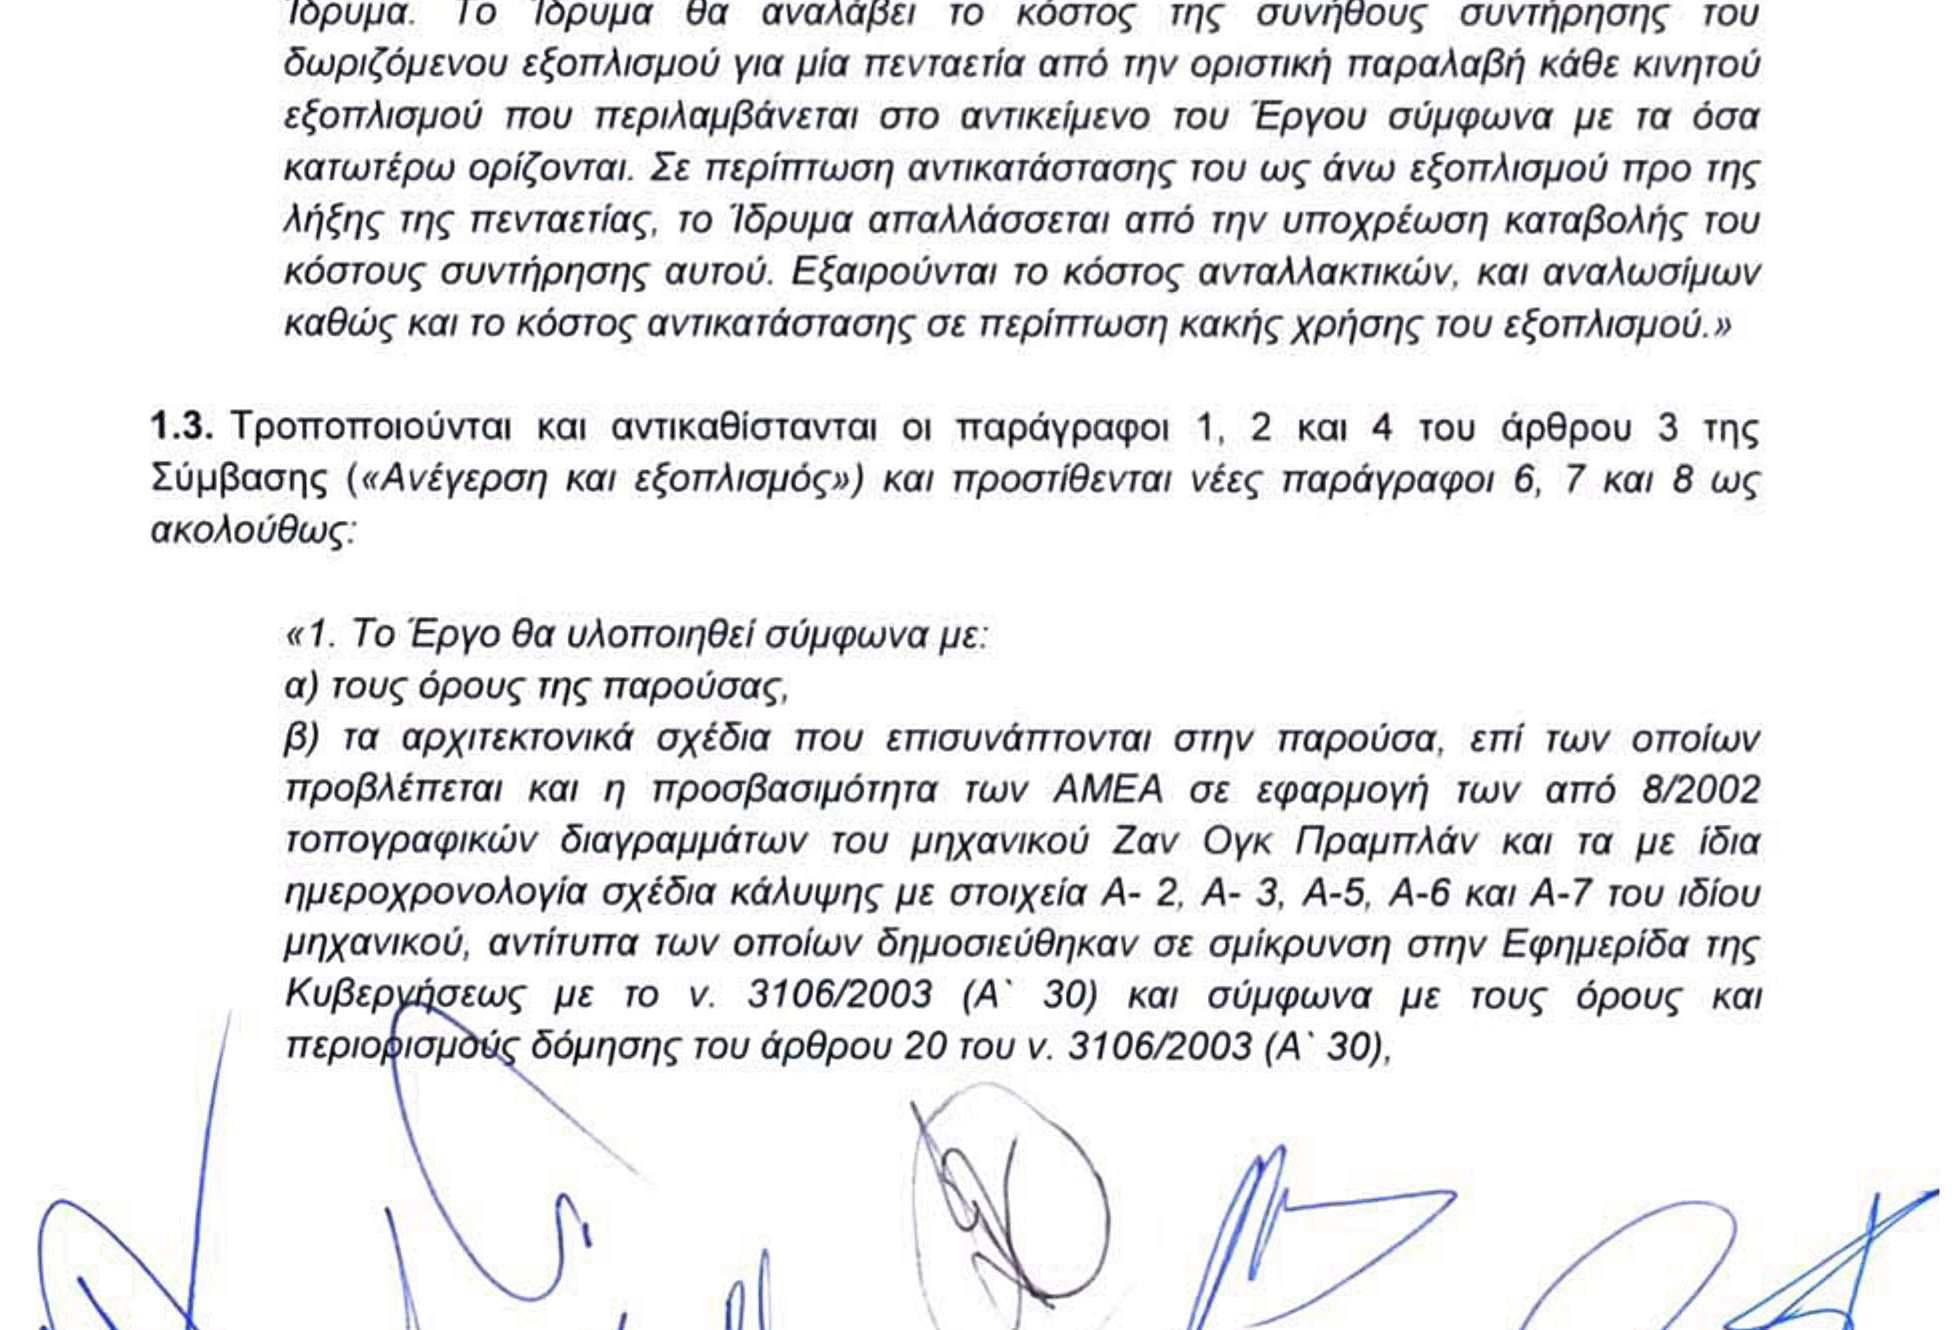 Ίδρυμα. Το Ίδρυμα θα αναλάβει το κόστος της συνήθους συντήρησης του
δωριζόμενου εξοπλισμού για μία πενταετία από την οριστική παραλαβή κάθε κινητού
εξοπλισμού που περιλαμβάνεται στο αντικείμενο του Έργου σύμφωνα με τα όσα
κατωτέρω ορίζονται. Σε περίπτωση αντικατάστασης του ως άνω εξοπλισμού προ της
λήξης της πενταετίας, το Ίδρυμα απαλλάσσεται από την υποχρέωση καταβολής του
κόστους συντήρησης αυτού. Εξαιρούνται το κόστος ανταλλακτικών, και αναλωσίμων
καθώς και το κόστος αντικατάστασης σε περίπτωση κακής χρήσης του εξοπλισμού.»
1.3. Τροποποιούνται και αντικαθίστανται οι παράγραφοι 1, 2 και 4 του άρθρου 3 της
Σύμβασης («Ανέγερση και εξοπλισμός») και προστίθενται νέες παράγραφοι 6, 7 και 8 ως
ακολούθως:
«1. Το Έργο θα υλοποιηθεί σύμφωνα με:
α) τους όρους της παρούσας,
β) τα αρχιτεκτονικά σχέδια που επισυνάπτονται στην παρούσα, επί των οποίων
προβλέπεται και η προσβασιμότητα των ΑΜΕΑ σε εφαρμογή των από 8/2002
τοπογραφικών διαγραμμάτων του μηχανικού Ζαν Ογκ Πραμπλάν και τα με ίδια
ημεροχρονολογία σχέδια κάλυψης με στοιχεία Α- 2, Α- 3, Α-5, Α-6 και Α-7 του ιδίου
μηχανικού, αντίτυπα των οποίων δημοσιεύθηκαν σε σμίκρυνση στην Εφημερίδα της
Κυβερνήσεως με το ν. 3106/2003 (Α` 30) και σύμφωνα με τους όρους και
περιορισμούς δόμησης του άρθρου 20 του ν. 3106/2003 (Α` 30),